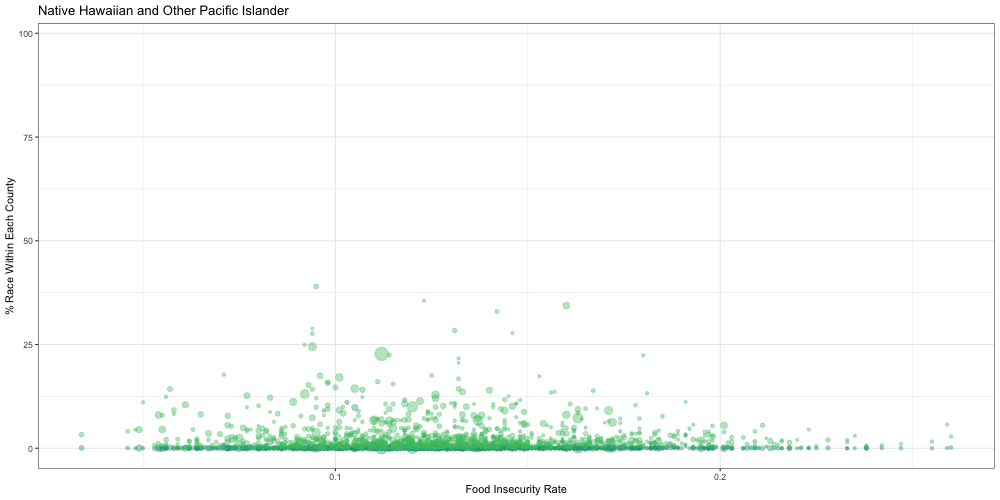 Native Hawaiian and Other Pacific Islander
% Race Within Each County
100
75
50
25
0
0.1
0.2
Food Insecurity Rate